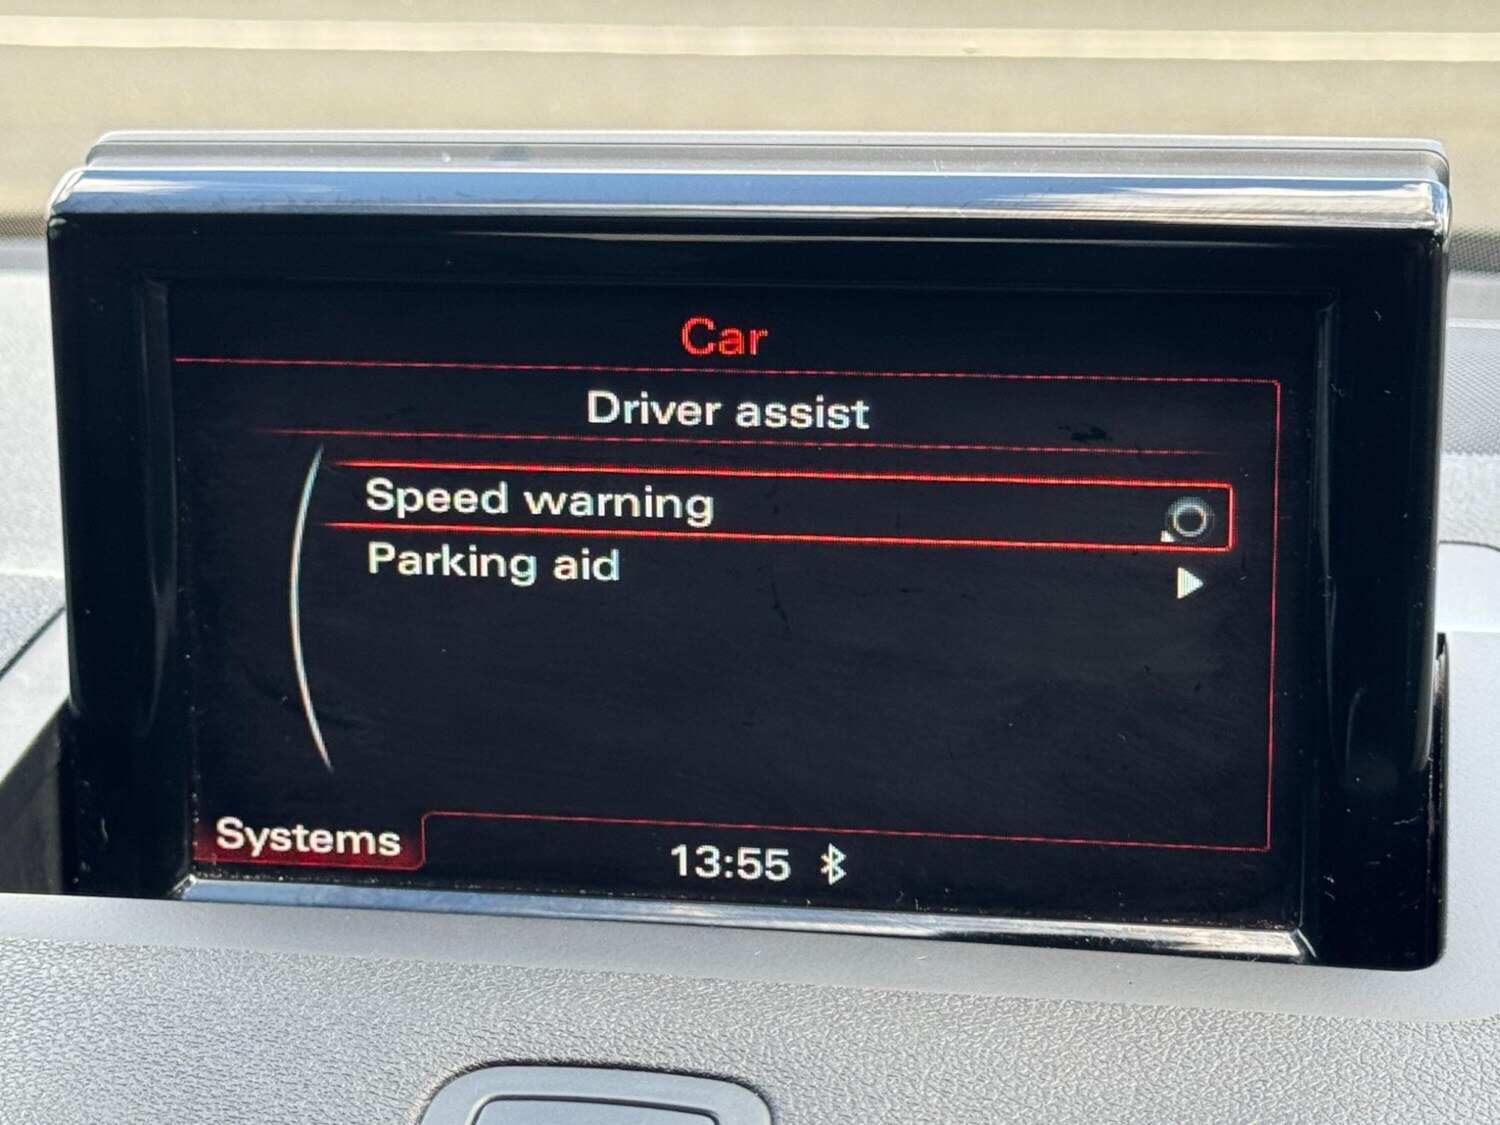 Car
Driver assist
Speed warning
Parking aid
Systems
13:55